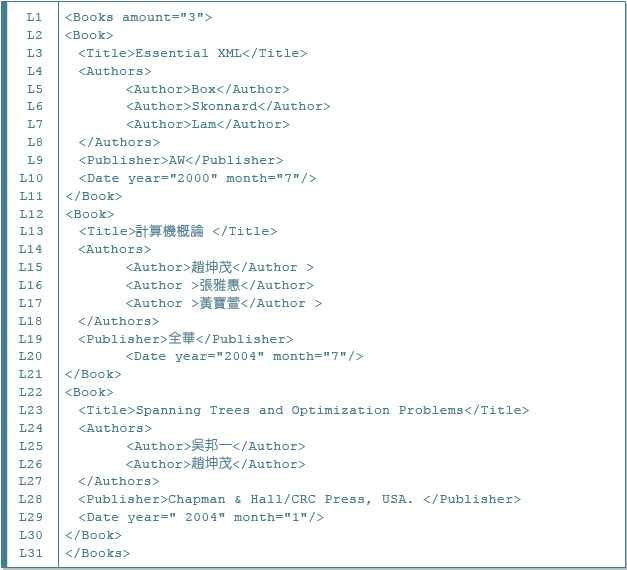 L1 <Books amount="3">
L2 <Book>
L3 <Title>Essential XML</Title>
L4 <Authors>
L5 <Author>Box</Author>
L6 <Author>Skonnard</Author>
L7 <Author>Lam</Author>
L8 </Authors>
L9 <Publisher>AW</Publisher>
L10 <Date year="2000" month="7"/>
L11 </Book>
L12 <Book>
L13 <Title>計算機概論 </Title>
L14 <Authors>
L15 <Author>趙坤茂</Author >
L16 <Author >張雅惠</Author>
L17 <Author >黃寶萱</Author >
L18 </Authors>
L19 <Publisher>全華</Publisher>
L20 <Date year="2004" month="7"/>
L21 </Book>
L22 <Book>
L23 <Title>Spanning Trees and Optimization Problems</Title>
L24 <Authors>
L25 <Author>吳邦一</Author>
L26 <Author>趙坤茂</Author>
L27 </Authors>
L28 <Publisher>Chapman & Hall/CRC Press, USA. </Publisher>
L29 <Date year=" 2004" month="1"/>
L30 </Book>
L31 </Books>